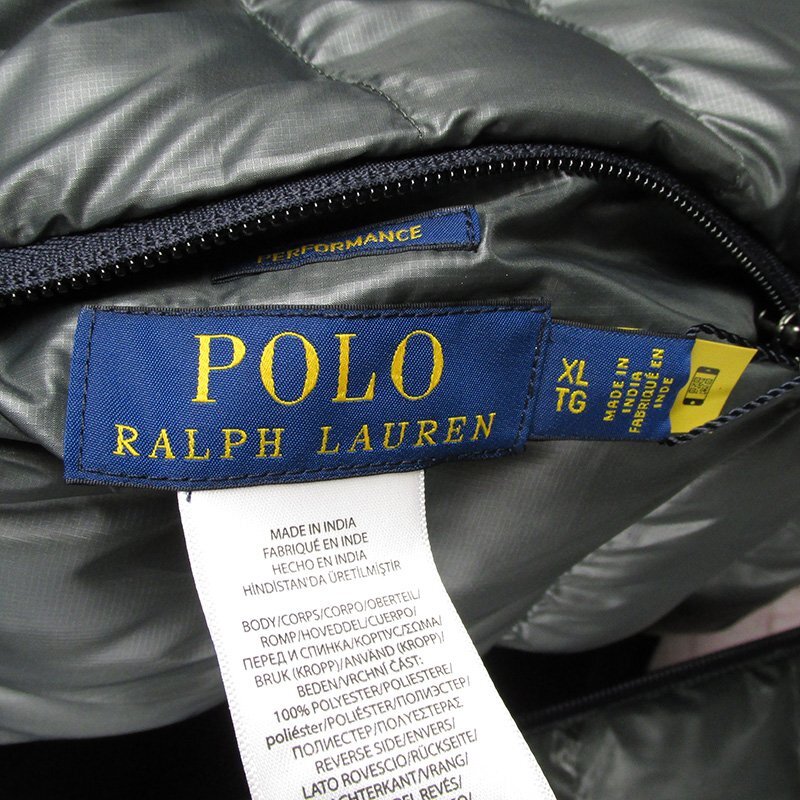 PERFORMANCE
POLO
RALPH LAUREN
XL
TG
MADE IN
INDIA
FABRIQUÉ EN
INDE
MADE IN INDIA
FABRIQUÉ EN INDE
HECHO EN INDIA
HİNDİSTAN'DA ÜRETİLMİŞTİR
BODY/CORPS/CORPO/OBERTEIL/
ROMP/HOVEDDEL/CUERPO/
ПЕРЕД И СПИНКА/KOPRUC/ΣΩΜΑ/
BRUK (KROPP)/ANVÄND (KROPP)/
BEDEN/VRCHNÍ ČÁST:
100% POLYESTER/POLIESTERE/
poliéster/POLIÉSTER/ПОЛИЭСТЕР/
ПОЛИЕСТЕР/ΠΟΛΥΕΣΤΕΡΑΣ
REVERSE SIDE/ENVERS/
LATO ROVESCIO/RÜCKSEITE/
ACHTERKANT/VRANG/